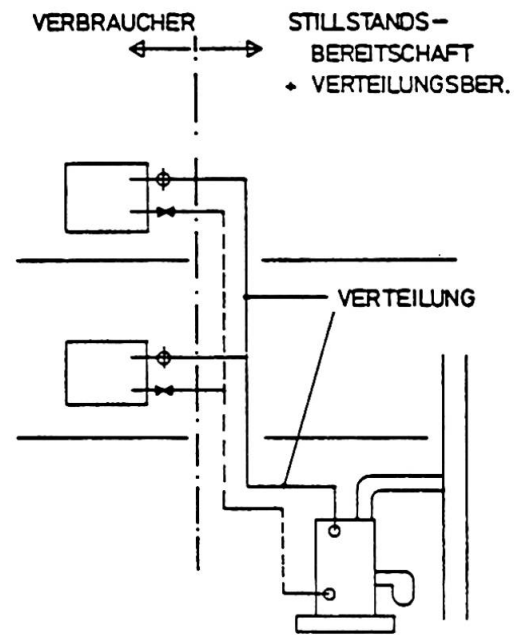 VERBRAUCHER
STILLSTANDS-
BEREITSCHAFT
+ VERTEILUNGSBER.
VERTEILUNG